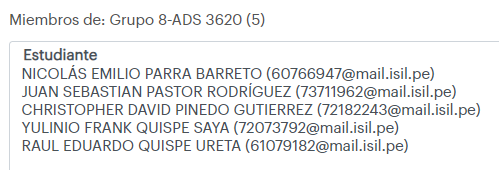 Miembros de: Grupo 8-ADS 3620 (5)
Estudiante
NICOLÁS EMILIO PARRA BARRETO (60766947@mail.isil.pe)
JUAN SEBASTIAN PASTOR RODRÍGUEZ (73711962@mail.isil.pe)
CHRISTOPHER DAVID PINEDO GUTIERREZ (72182243@mail.isil.pe)
YULINIO FRANK QUISPE SAYA (72073792@mail.isil.pe)
RAUL EDUARDO QUISPE URETA (61079182@mail.isil.pe)